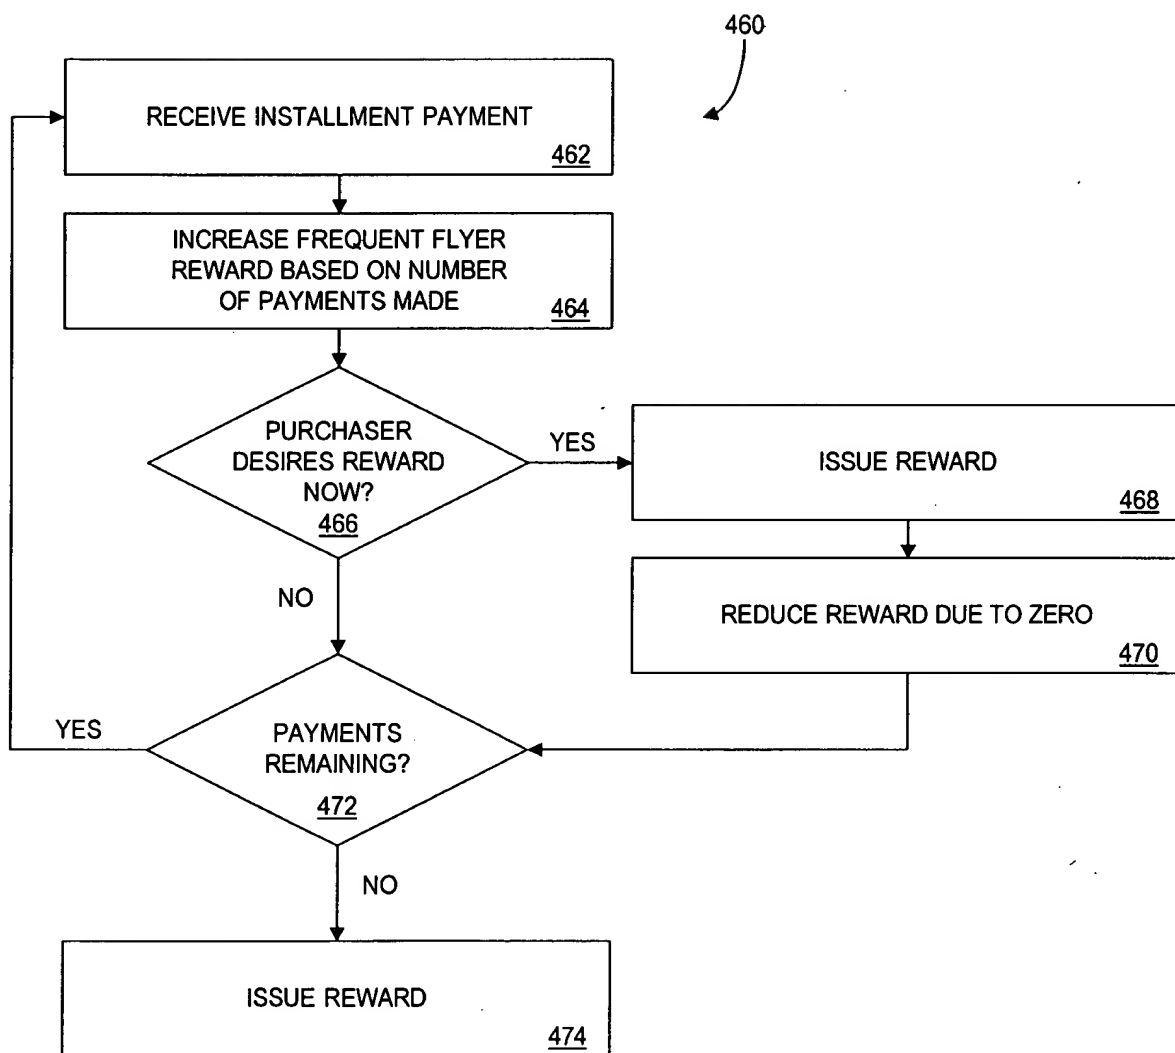 460
RECEIVE INSTALLMENT PAYMENT
462
INCREASE FREQUENT FLYER
REWARD BASED ON NUMBER
OF PAYMENTS MADE
464
PURCHASER
DESIRES REWARD
NOW?
466
YES
ISSUE REWARD
468
NO
REDUCE REWARD DUE TO ZERO
470
YES
PAYMENTS
REMAINING?
472
NO
ISSUE REWARD
474